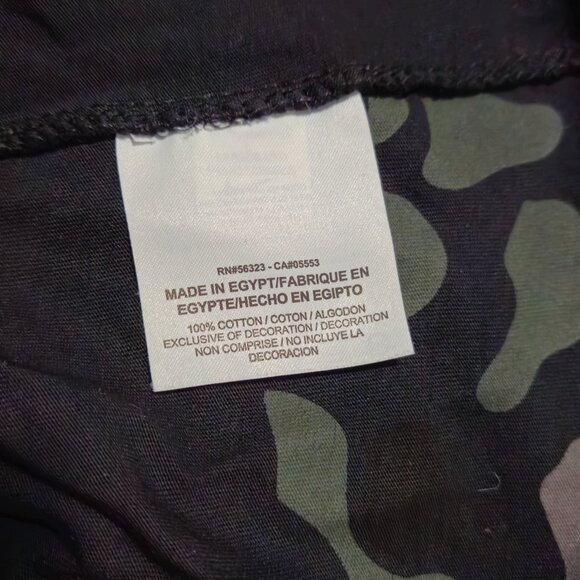 RN#56323 - CA#05553
MADE IN EGYPT/FABRIQUE EN
EGYPTE/HECHO EN EGIPTO
100% COTTON / COTON / ALGODON
EXCLUSIVE OF DECORATION / DECORATION
NON COMPRISE / NO INCLUYE LA
DECORACION